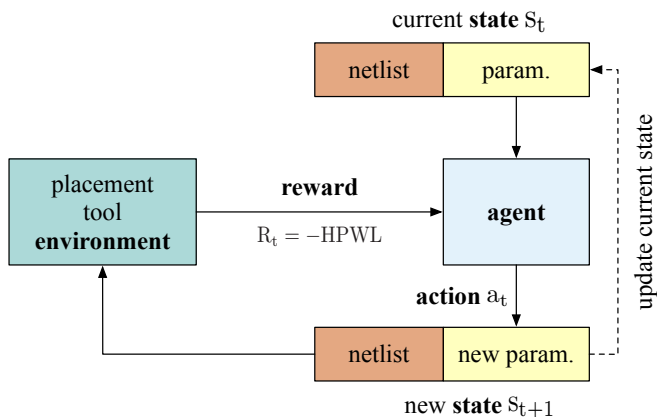 current state S_t
netlist
param.
placement
tool
environment
reward
R_t = −HPWL
agent
update current state
action a_t
netlist
new param.
new state S_{t+1}